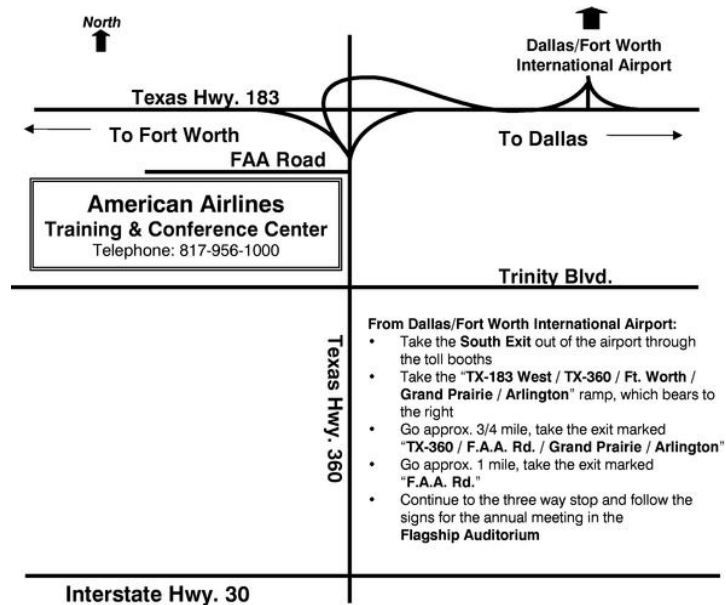 North
Dallas/Fort Worth
International Airport
Texas Hwy. 183
To Fort Worth
To Dallas
FAA Road
American Airlines
Training & Conference Center
Telephone: 817-956-1000
Trinity Blvd.
Texas Hwy. 360
From Dallas/Fort Worth International Airport:
• Take the South Exit out of the airport through
the toll booths
• Take the “TX-183 West / TX-360 / Ft. Worth /
Grand Prairie / Arlington” ramp, which bears to
the right
• Go approx. 3/4 mile, take the exit marked
“TX-360 / F.A.A. Rd. / Grand Prairie / Arlington”
• Go approx. 1 mile, take the exit marked
“F.A.A. Rd.”
• Continue to the three way stop and follow the
signs for the annual meeting in the
Flagship Auditorium
Interstate Hwy. 30